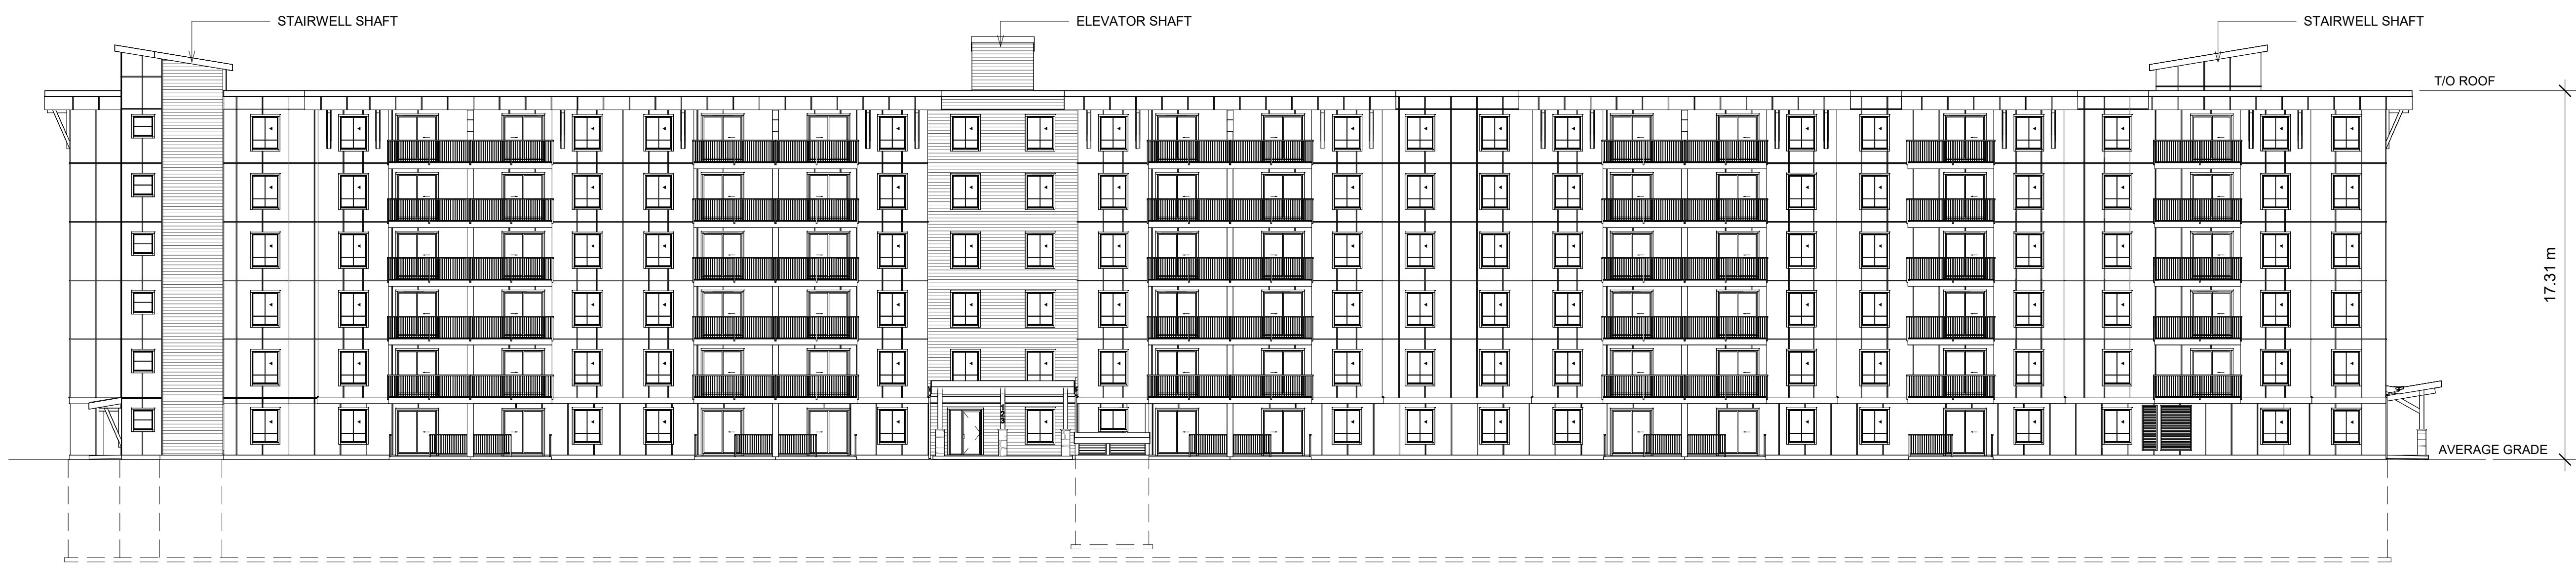 STAIRWELL SHAFT
ELEVATOR SHAFT
STAIRWELL SHAFT
T/O ROOF
17.31 m
AVERAGE GRADE